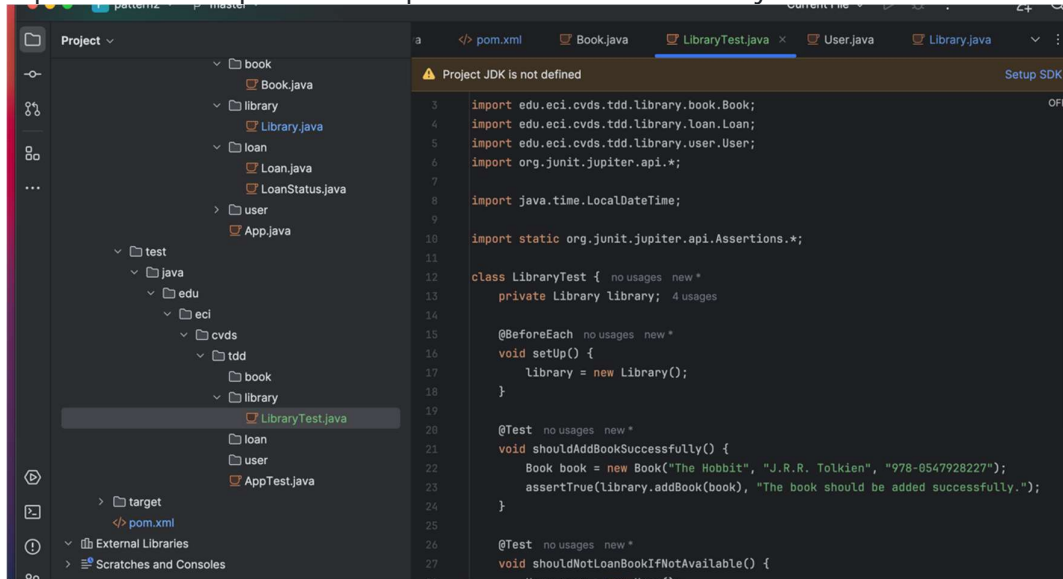 pattern2 master Current File
Project
pom.xml Book.java LibraryTest.java User.java Library.java
Project JDK is not defined Setup SDK
book
Book.java
library
Library.java
loan
Loan.java
LoanStatus.java
user
App.java
test
java
edu
eci
cvds
tdd
book
library
LibraryTest.java
loan
user
AppTest.java
target
pom.xml
External Libraries
Scratches and Consoles
3 import edu.eci.cvds.tdd.library.book.Book;
4 import edu.eci.cvds.tdd.library.loan.Loan;
5 import edu.eci.cvds.tdd.library.user.User;
6 import org.junit.jupiter.api.*;
7
8 import java.time.LocalDateTime;
9
10 import static org.junit.jupiter.api.Assertions.*;
11
12 class LibraryTest { no usages new *
13 private Library library; 4 usages
14
15 @BeforeEach no usages new *
16 void setUp() {
17 library = new Library();
18 }
19
20 @Test no usages new *
21 void shouldAddBookSuccessfully() {
22 Book book = new Book("The Hobbit", "J.R.R. Tolkien", "978-0547928227");
23 assertTrue(library.addBook(book), "The book should be added successfully.");
24 }
25
26 @Test no usages new *
27 void shouldNotLoanBookIfNotAvailable() {